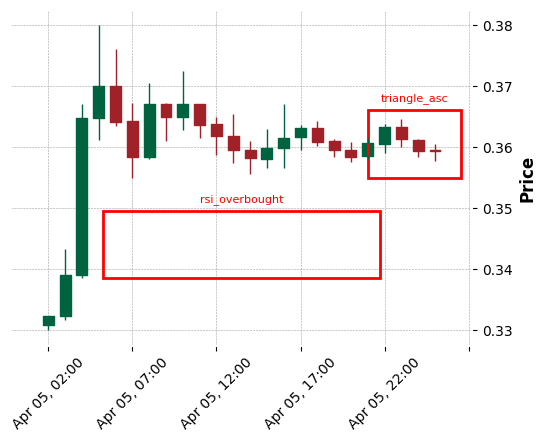 0.38
0.37
triangle_asc
0.36
rsi_overbought
0.35
0.34
0.33
Price
Apr 05, 02:00
Apr 05, 07:00
Apr 05, 12:00
Apr 05, 17:00
Apr 05, 22:00